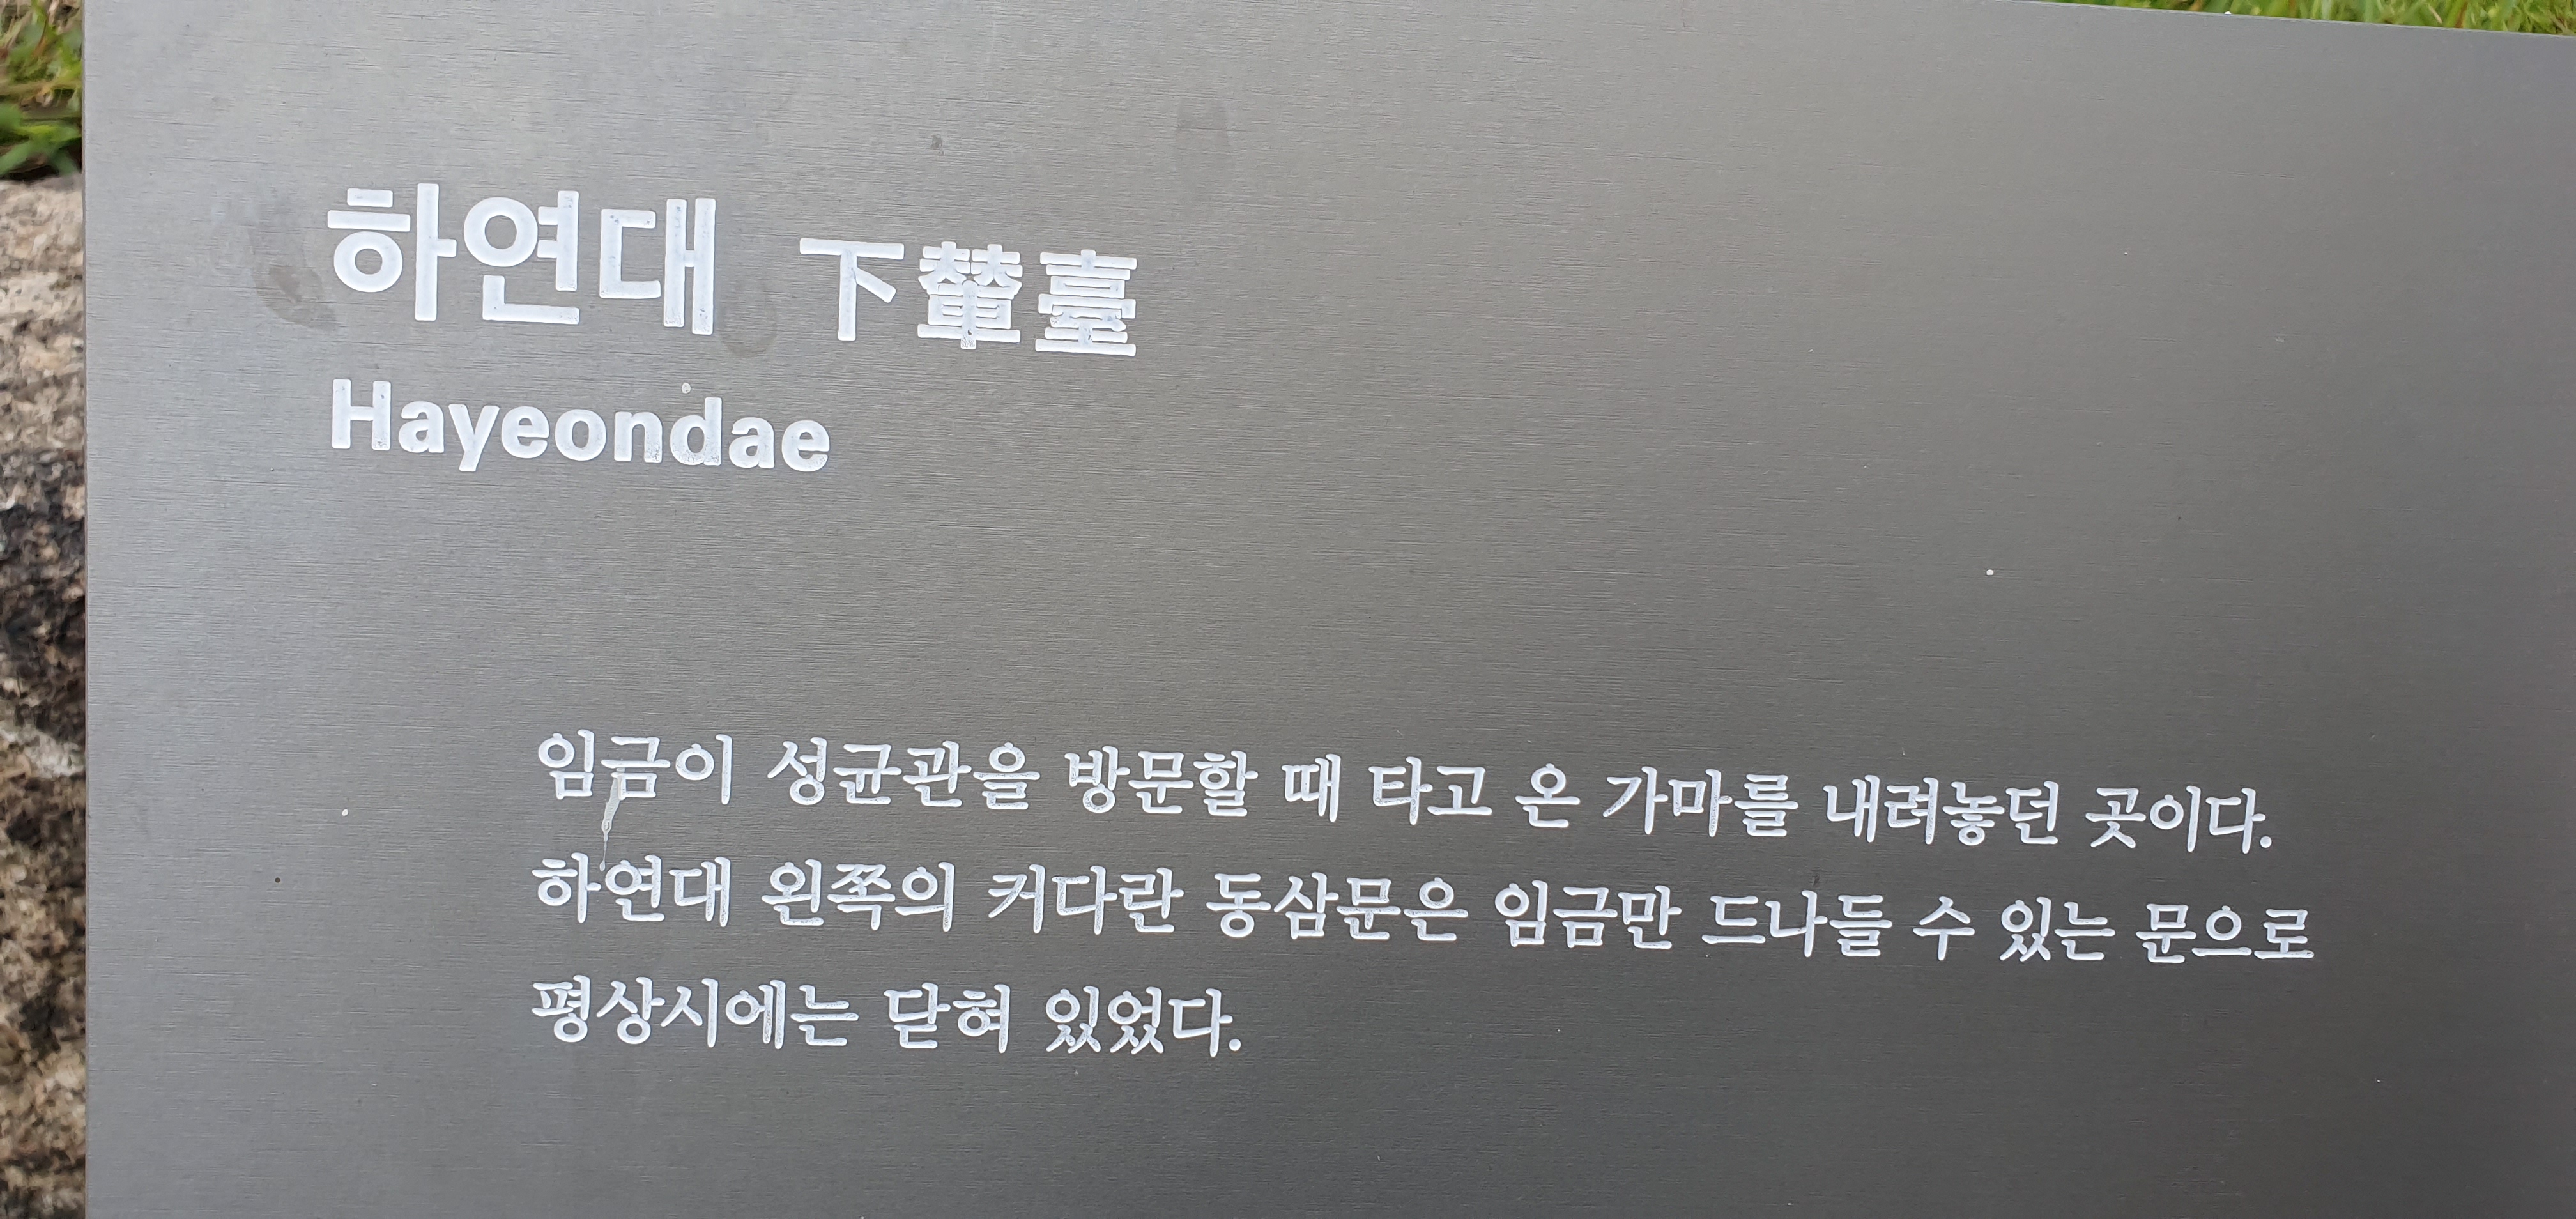 하연대 下輦臺
Hayeondae
임금이 성균관을 방문할 때 타고 온 가마를 내려놓던 곳이다.
하연대 왼쪽의 커다란 동삼문은 임금만 드나들 수 있는 문으로
평상시에는 닫혀 있었다.